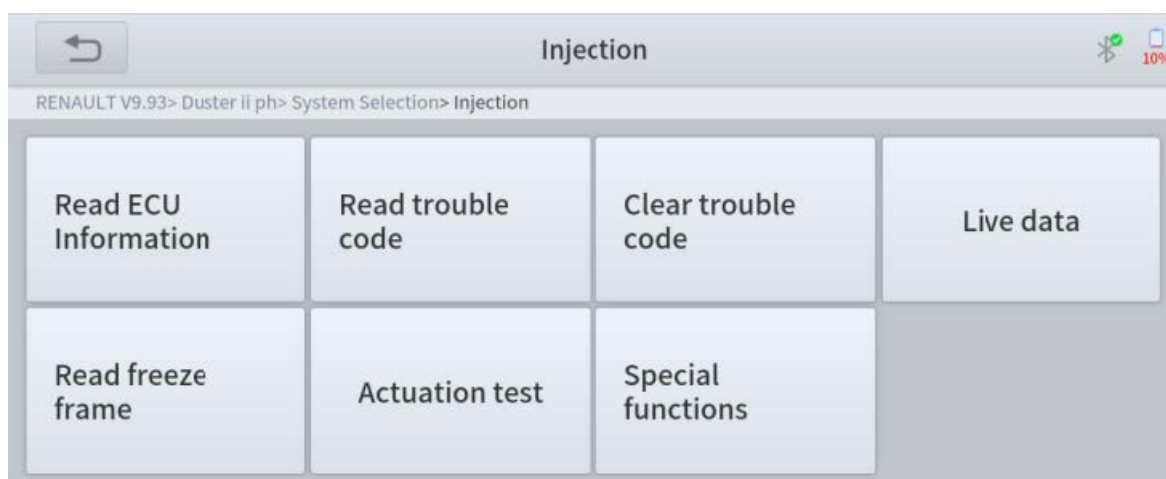 Injection
10%
RENAULT V9.93> Duster ii ph> System Selection> Injection
Read ECU
Information
Read trouble
code
Clear trouble
code
Live data
Read freeze
frame
Actuation test
Special
functions